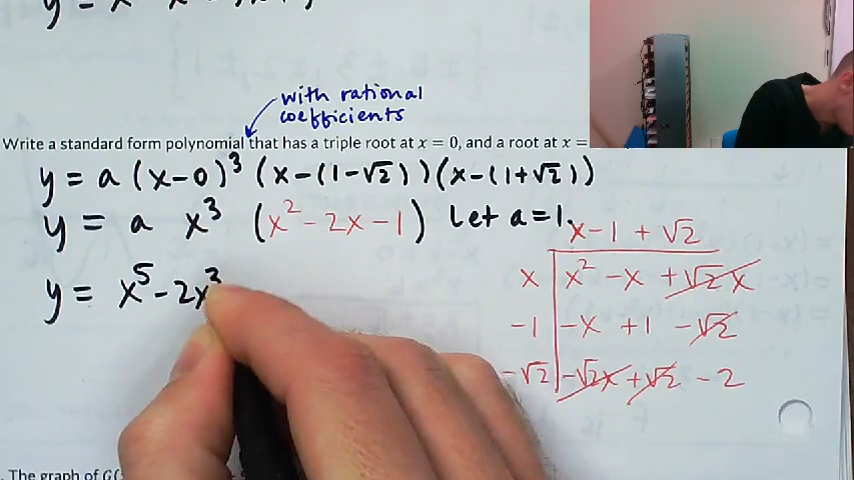 with rational
coefficients
Write a standard form polynomial that has a triple root at x = 0, and a root at x =
y = a (x-0)³ (x-(1-√2))(x-(1+√2))
y = a x³ (x²-2x-1) Let a=1.
y = x⁵-2x³
x-1 + √2
x x² -x +√2x
-1 -x +1 -√2
-√2 -√2x +√2 -2
The graph of G(